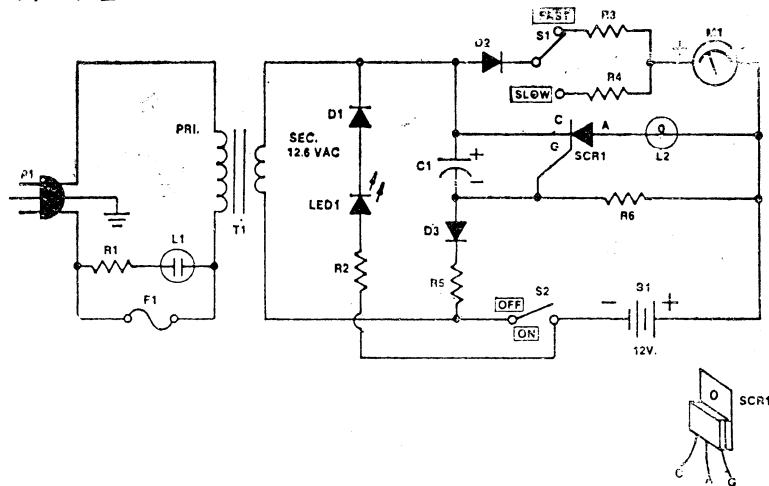 FAST
S1
R3
D2
M1
+
+
R4
SLOW
D1
PRI.
SEC.
12.6 VAC
C
A
G
SCR1
L2
C1
+
−
P1
LED1
T1
R6
L1
D3
R1
R2
R5
S2
OFF
ON
−
B1
+
F1
12V.
SCR1
C
A
G